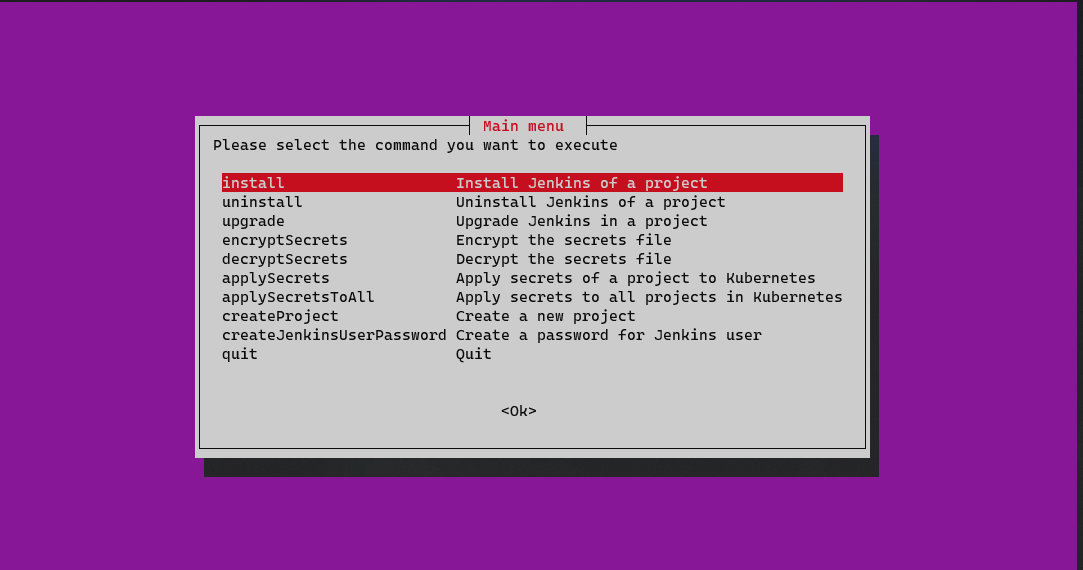 Main menu
Please select the command you want to execute
install Install Jenkins of a project
uninstall Uninstall Jenkins of a project
upgrade Upgrade Jenkins in a project
encryptSecrets Encrypt the secrets file
decryptSecrets Decrypt the secrets file
applySecrets Apply secrets of a project to Kubernetes
applySecretsToAll Apply secrets to all projects in Kubernetes
createProject Create a new project
createJenkinsUserPassword Create a password for Jenkins user
quit Quit
<Ok>